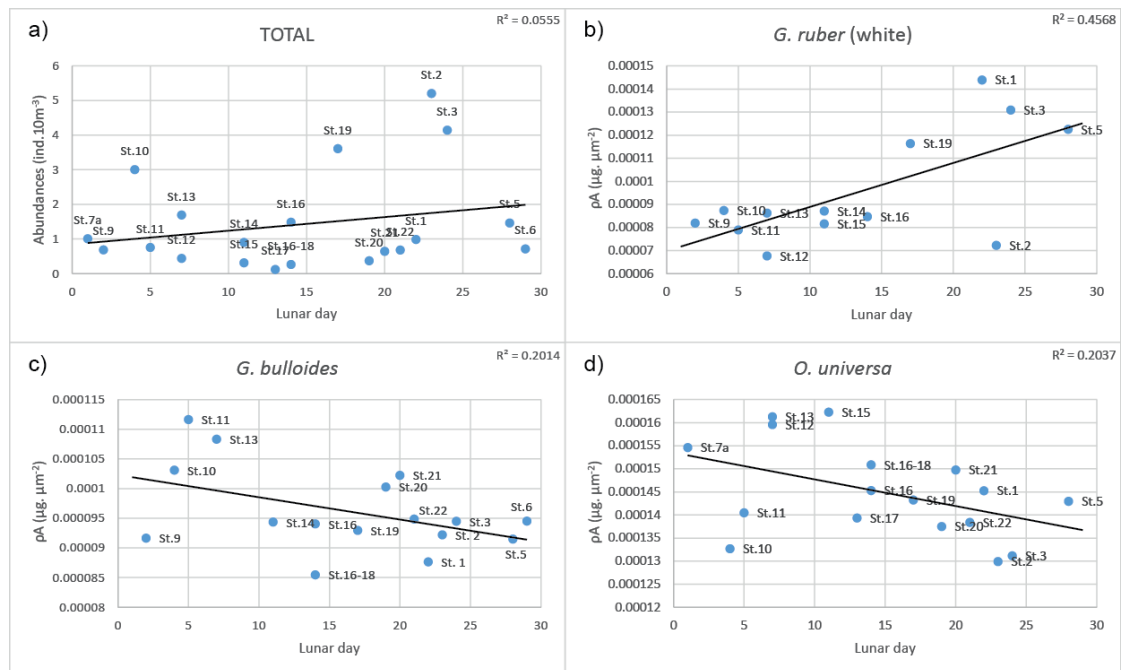 a)
TOTAL
R² = 0.0555
Abundances (ind.10m⁻³)
6
5
4
3
2
1
0
St.2
St.3
St.19
St.10
St.13
St.16
St.5
St.7a
St.9
St.11
St.14
St.1
St.12
St.15
St.16-18
St.17
St.20
St.21
St.22
St.6
0 5 10 15 20 25 30
Lunar day
b)
G. ruber (white)
R² = 0.4568
ρA (µg. µm⁻²)
0.00015
0.00014
0.00013
0.00012
0.00011
0.0001
0.00009
0.00008
0.00007
0.00006
St.1
St.3
St.5
St.19
St.10
St.13
St.14
St.16
St.9
St.11
St.15
St.2
St.12
0 5 10 15 20 25 30
Lunar day
c)
G. bulloides
R² = 0.2014
ρA (µg. µm⁻²)
0.000115
0.00011
0.000105
0.0001
0.000095
0.00009
0.000085
0.00008
St.11
St.13
St.10
St.21
St.20
St.22
St.3
St.6
St.14
St.16
St.19
St. 2
St.9
St.5
St. 1
St.16-18
0 5 10 15 20 25 30
Lunar day
d)
O. universa
R² = 0.2037
ρA (µg. µm⁻²)
0.000165
0.00016
0.000155
0.00015
0.000145
0.00014
0.000135
0.00013
0.000125
0.00012
St.15
St.13
St.12
St.7a
St.16-18
St.21
St.16
St.1
St.19
St.5
St.11
St.17
St.22
St.20
St.10
St.3
St.2
0 5 10 15 20 25 30
Lunar day